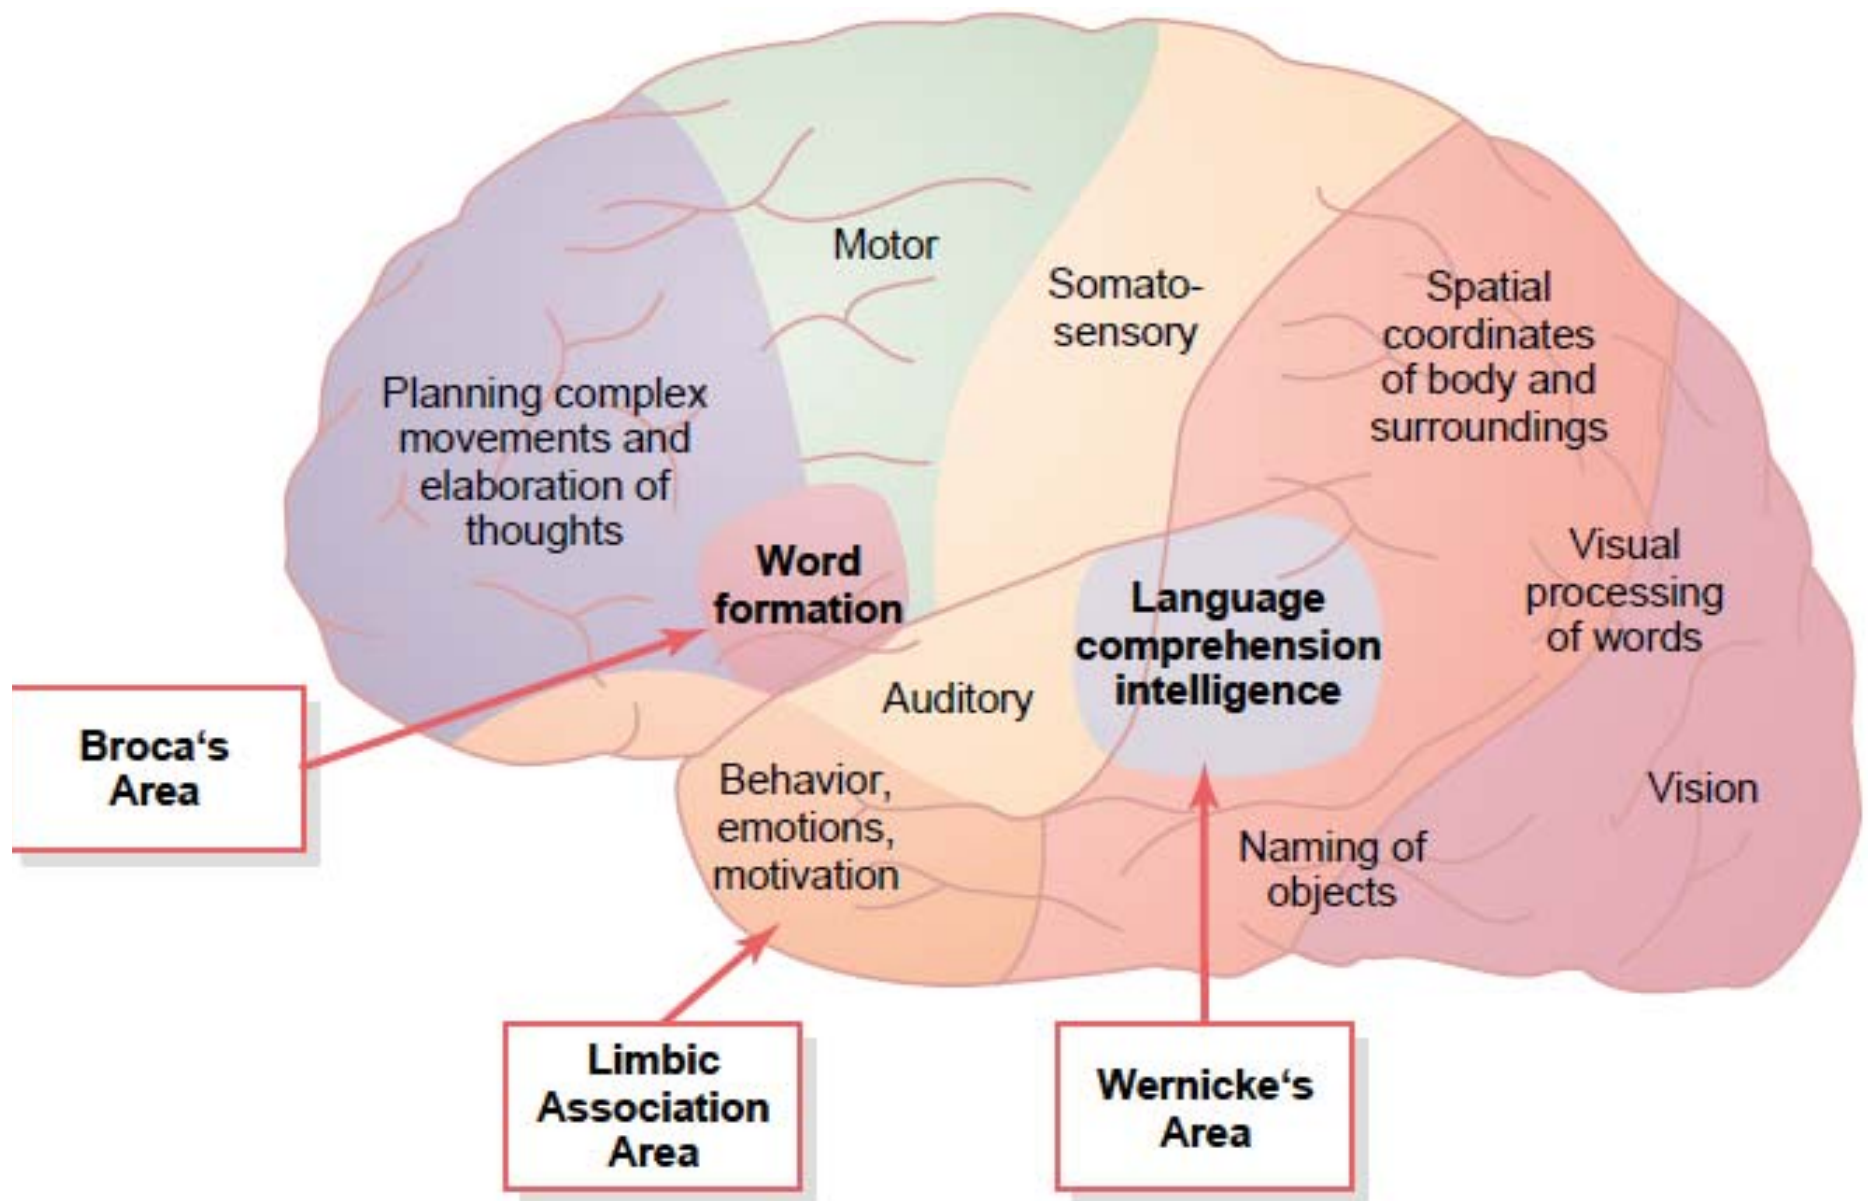 Motor
Somato-
sensory
Spatial
coordinates
of body and
surroundings
Planning complex
movements and
elaboration of
thoughts
Word
formation
Visual
processing
of words
Language
comprehension
intelligence
Auditory
Broca‘s
Area
Behavior,
emotions,
motivation
Vision
Naming of
objects
Limbic
Association
Area
Wernicke‘s
Area